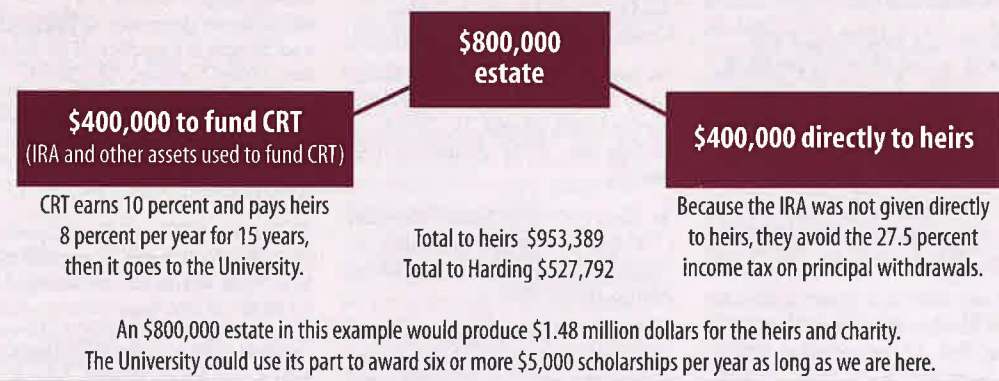 $800,000
estate
$400,000 to fund CRT
(IRA and other assets used to fund CRT)
CRT earns 10 percent and pays heirs
8 percent per year for 15 years,
then it goes to the University.
Total to heirs $953,389
Total to Harding $527,792
$400,000 directly to heirs
Because the IRA was not given directly
to heirs, they avoid the 27.5 percent
income tax on principal withdrawals.
An $800,000 estate in this example would produce $1.48 million dollars for the heirs and charity.
The University could use its part to award six or more $5,000 scholarships per year as long as we are here.